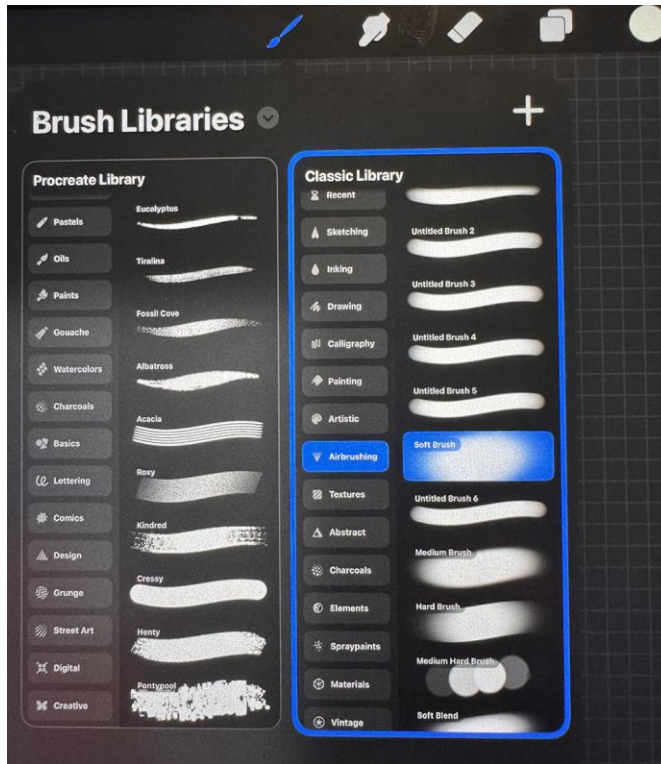 Brush Libraries
Procreate Library
Pastels
Oils
Paints
Gouache
Watercolors
Charcoals
Basics
Lettering
Comics
Design
Grunge
Street Art
Digital
Creative
Eucalyptus
Tiralina
Fossil Cove
Albatross
Acacia
Roxy
Kindred
Cressy
Henty
Pontypool
Classic Library
Recent
Sketching
Inking
Drawing
Calligraphy
Painting
Artistic
Airbrushing
Textures
Abstract
Charcoals
Elements
Spraypaints
Materials
Vintage
Untitled Brush 2
Untitled Brush 3
Untitled Brush 4
Untitled Brush 5
Soft Brush
Untitled Brush 6
Medium Brush
Hard Brush
Medium Hard Brush
Soft Blend